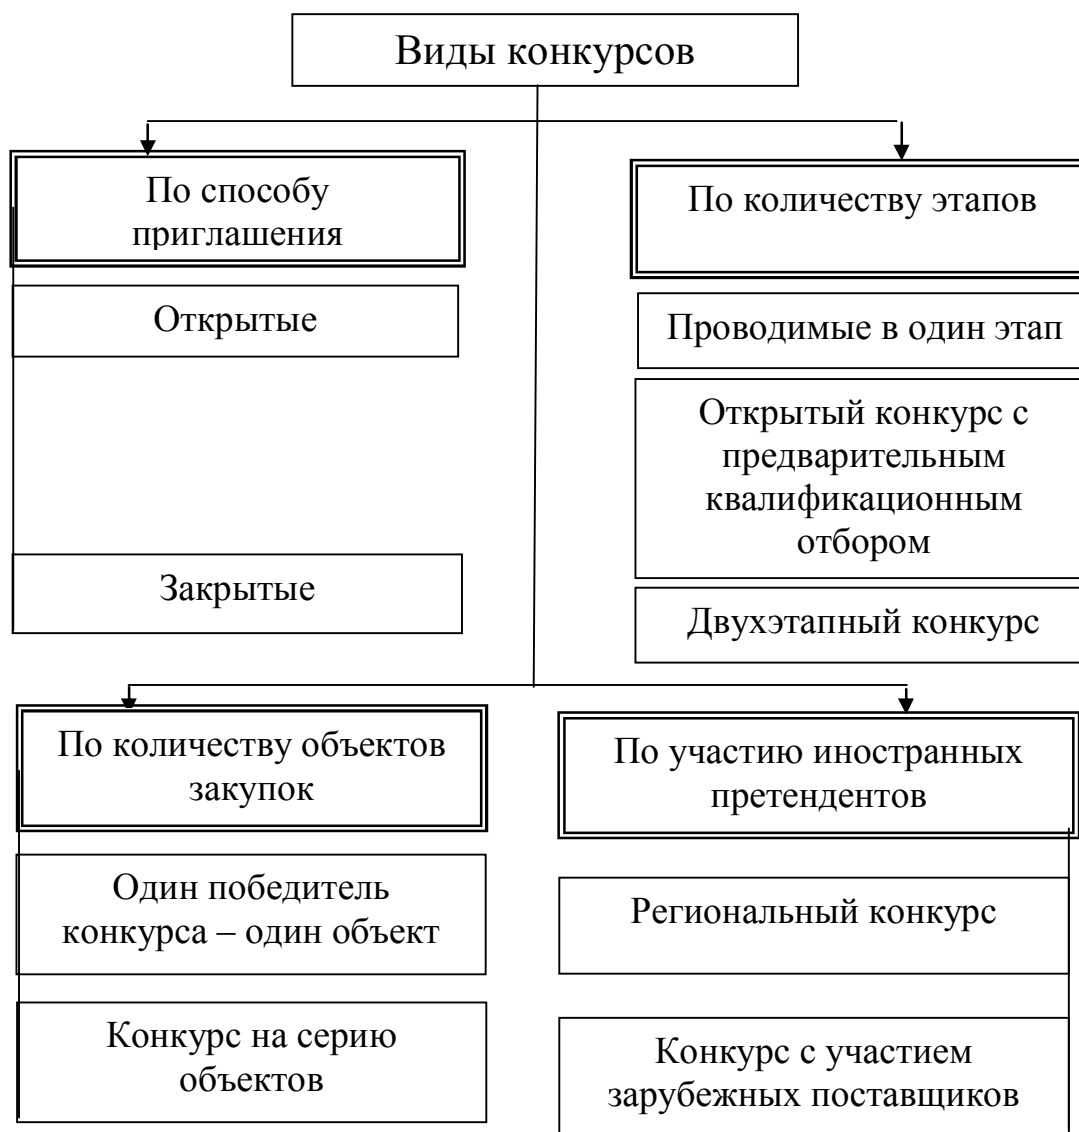 Виды конкурсов
По способу
приглашения
Открытые
Закрытые
По количеству этапов
Проводимые в один этап
Открытый конкурс с
предварительным
квалификационным
отбором
Двухэтапный конкурс
По количеству объектов
закупок
Один победитель
конкурса – один объект
Конкурс на серию
объектов
По участию иностранных
претендентов
Региональный конкурс
Конкурс с участием
зарубежных поставщиков